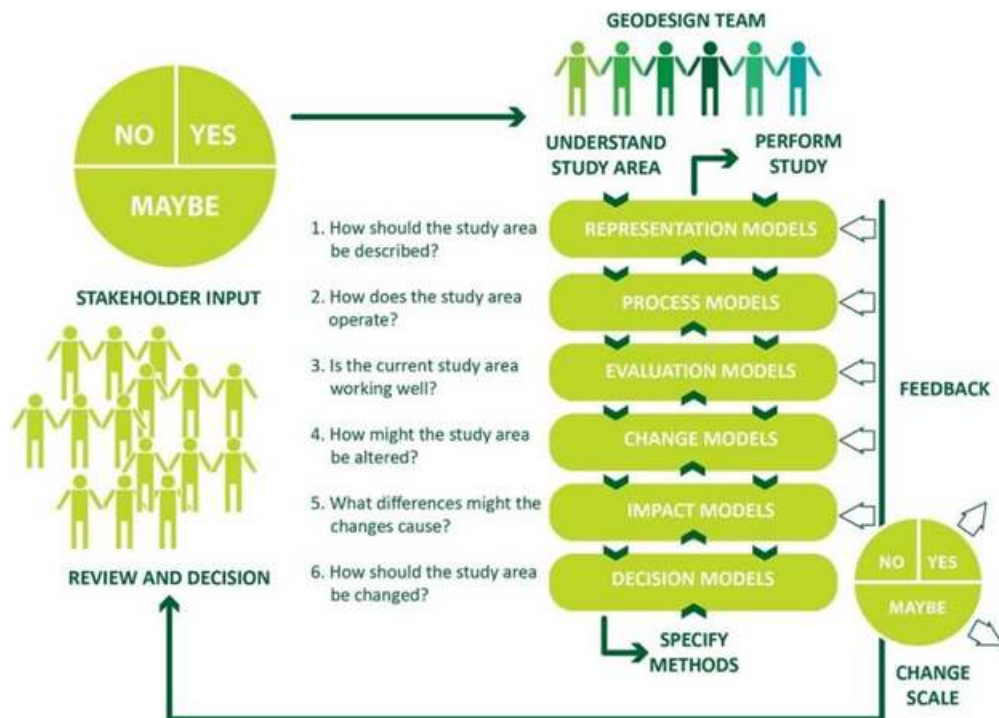 GEODESIGN TEAM
NO YES
MAYBE
STAKEHOLDER INPUT
UNDERSTAND
STUDY AREA
PERFORM
STUDY
1. How should the study area
be described?
REPRESENTATION MODELS
2. How does the study area
operate?
PROCESS MODELS
3. Is the current study area
working well?
EVALUATION MODELS
FEEDBACK
4. How might the study area
be altered?
CHANGE MODELS
5. What differences might the
changes cause?
IMPACT MODELS
6. How should the study area
be changed?
DECISION MODELS
NO YES
MAYBE
REVIEW AND DECISION
SPECIFY
METHODS
CHANGE
SCALE